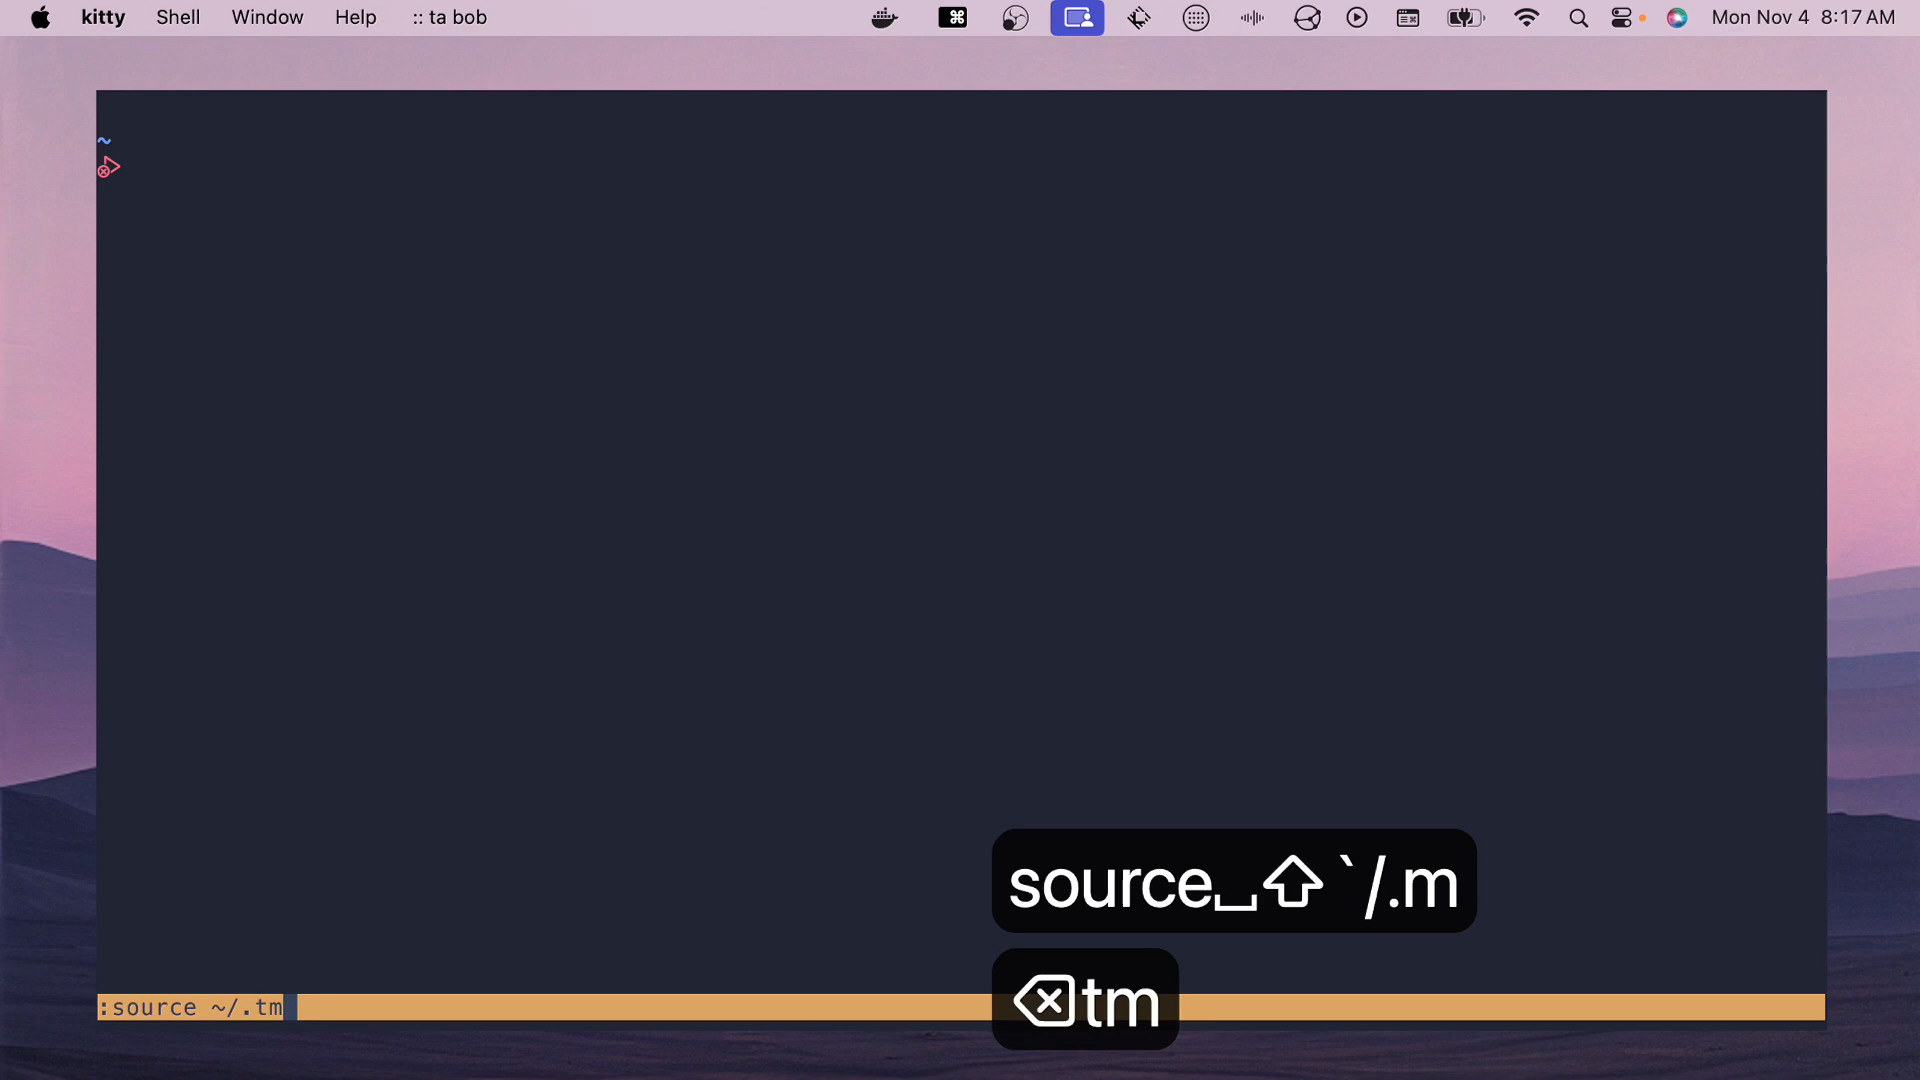 kitty Shell Window Help :: ta bob Mon Nov 4 8:17 AM
~
source␣⇧`/.m
⌫tm
:source ~/.tm